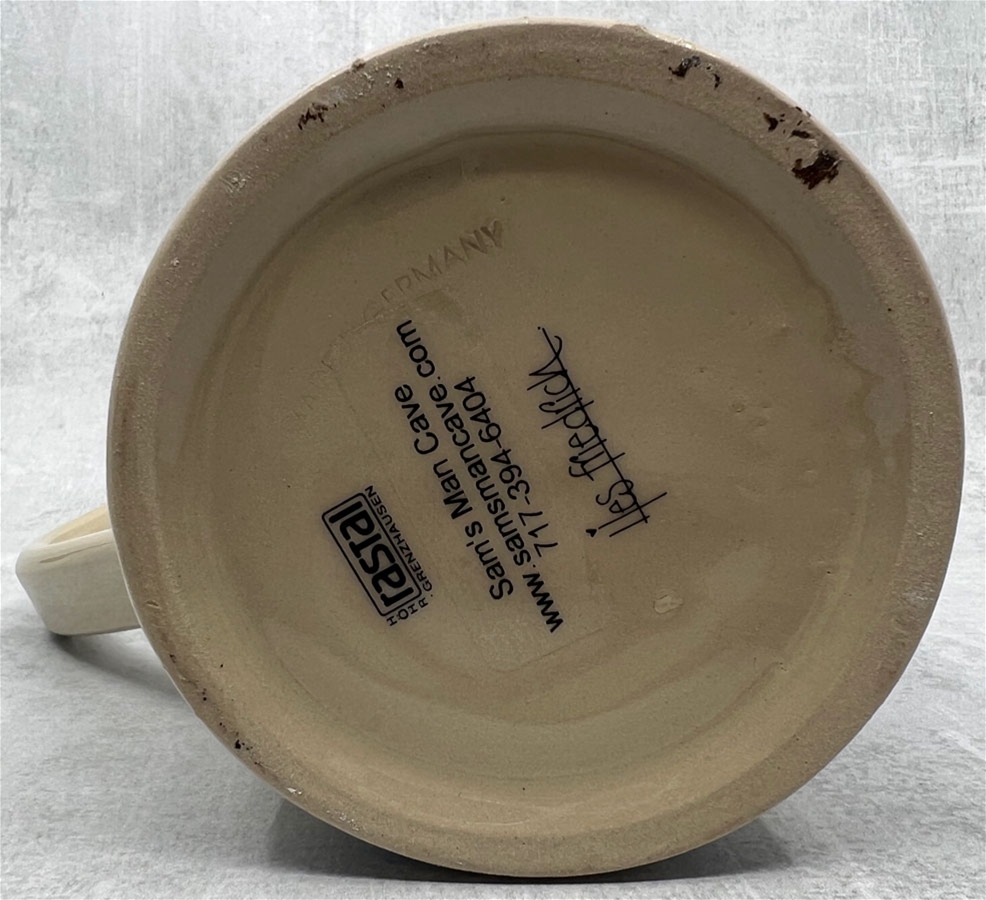 GERMANY
rastal
HÖHR-GRENZHAUSEN
Sam's Man Cave
www.samsmancave.com
717-394-6404